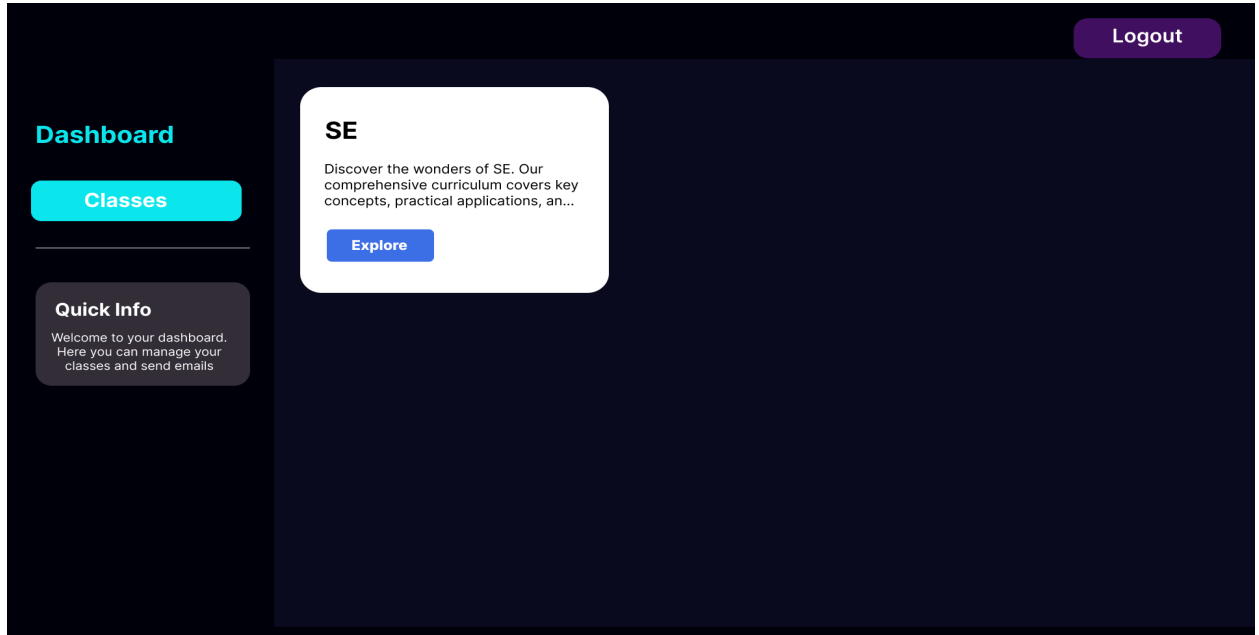 Logout
Dashboard
Classes
Quick Info
Welcome to your dashboard.
Here you can manage your
classes and send emails
SE
Discover the wonders of SE. Our
comprehensive curriculum covers key
concepts, practical applications, an...
Explore